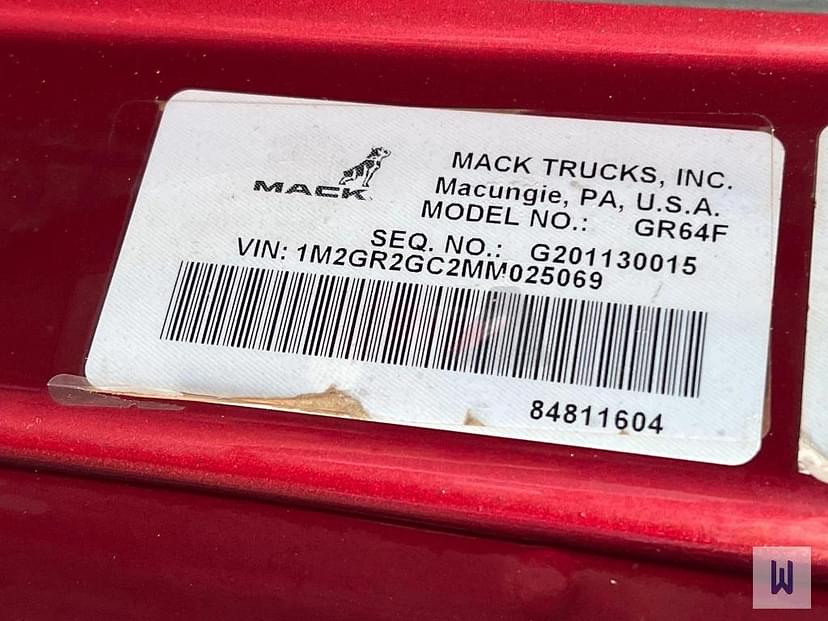 MACK
MACK TRUCKS, INC.
Macungie, PA, U.S.A.
MODEL NO.: GR64F
SEQ. NO.: G201130015
VIN: 1M2GR2GC2MM025069
84811604
W